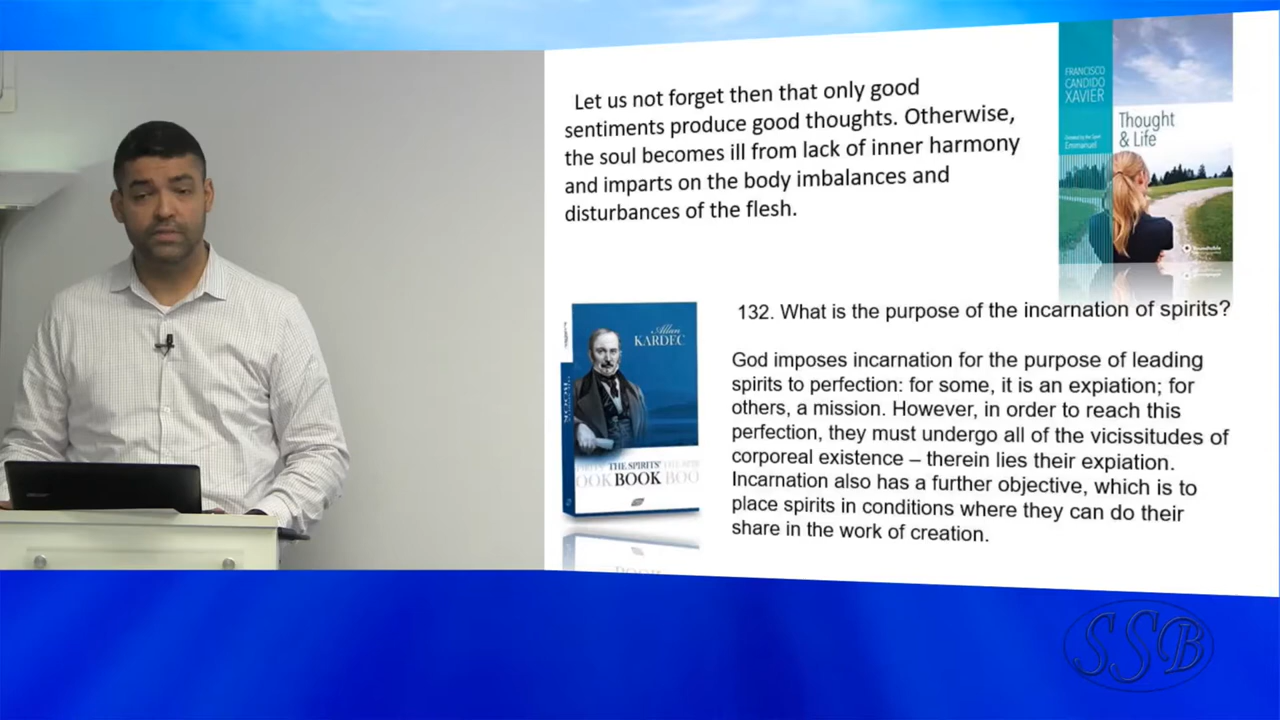 Let us not forget then that only good
sentiments produce good thoughts. Otherwise,
the soul becomes ill from lack of inner harmony
and imparts on the body imbalances and
disturbances of the flesh.
FRANCISCO
CANDIDO
XAVIER
Emmanuel
Thought
& Life
132. What is the purpose of the incarnation of spirits?
Allan
KARDEC
THE SPIRITS'
BOOK
God imposes incarnation for the purpose of leading
spirits to perfection: for some, it is an expiation; for
others, a mission. However, in order to reach this
perfection, they must undergo all of the vicissitudes of
corporeal existence – therein lies their expiation.
Incarnation also has a further objective, which is to
place spirits in conditions where they can do their
share in the work of creation.
SSB